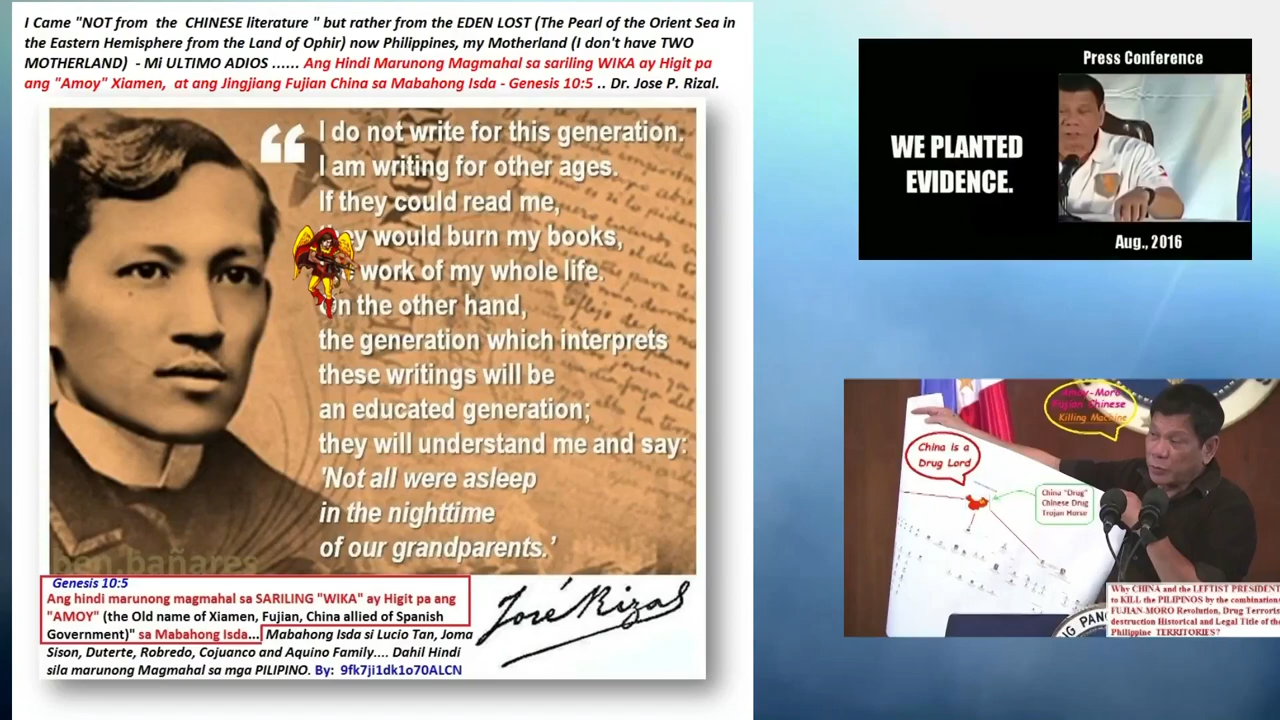 I Came "NOT from the CHINESE literature " but rather from the EDEN LOST (The Pearl of the Orient Sea in
the Eastern Hemisphere from the Land of Ophir) now Philippines, my Motherland (I don't have TWO
MOTHERLAND) - Mi ULTIMO ADIOS ...... Ang Hindi Marunong Magmahal sa sariling WIKA ay Higit pa
ang "Amoy" Xiamen, at ang Jingjiang Fujian China sa Mabahong Isda - Genesis 10:5 .. Dr. Jose P. Rizal.
“ I do not write for this generation.
I am writing for other ages.
If they could read me,
they would burn my books,
work of my whole life.
On the other hand,
the generation which interprets
these writings will be
an educated generation;
they will understand me and say:
'Not all were asleep
in the nighttime
of our grandparents.'
ben.bañares
Genesis 10:5
Ang hindi marunong magmahal sa SARILING "WIKA" ay Higit pa ang
"AMOY" (the Old name of Xiamen, Fujian, China allied of Spanish
Government)" sa Mabahong Isda... Mabahong Isda si Lucio Tan, Joma
Sison, Duterte, Robredo, Cojuanco and Aquino Family.... Dahil Hindi
sila marunong Magmahal sa mga PILIPINO. By: 9fk7ji1dk1o70ALCN
José Rizal
Press Conference
WE PLANTED
EVIDENCE.
Aug., 2016
Amoy-Moro
Fujian Chinese
Killing Machine
China is a
Drug Lord
China "Drug"
Chinese Drug
Trojan Horse
Why CHINA and the LEFTIST PRESIDENT
to KILL the PILIPINOS by the combination
FUJIAN-MORO Revolution, Drug Terroris
destruction Historical and Legal Title of the
Philippine TERRITORIES?